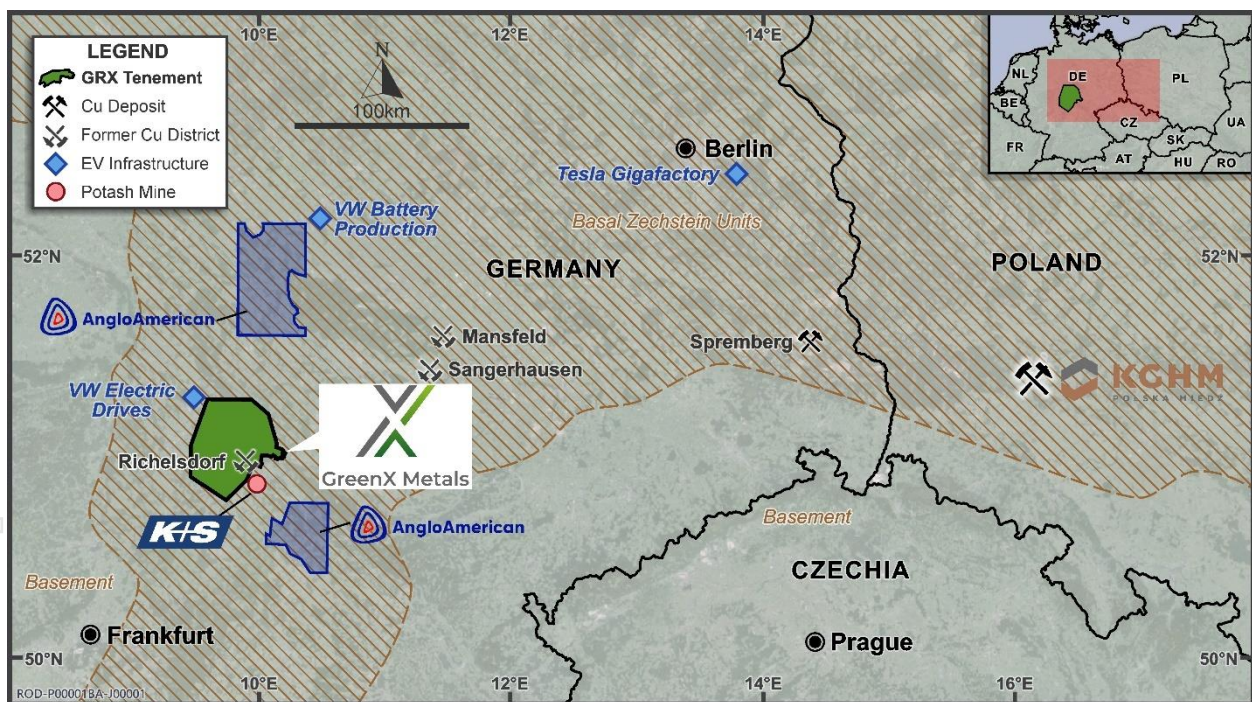 LEGEND
GRX Tenement
Cu Deposit
Former Cu District
EV Infrastructure
Potash Mine
10°E
12°E
14°E
N
100km
NL
DE
PL
BE
CZ
UA
FR
SK
AT
HU
RO
Berlin
Tesla Gigafactory
VW Battery
Production
Basal Zechstein Units
52°N
GERMANY
POLAND
52°N
AngloAmerican
Mansfeld
Spremberg
Sangerhausen
KGHM
POLSKA MIEDŹ
VW Electric
Drives
Richelsdorf
GreenX Metals
K+S
AngloAmerican
Basement
CZECHIA
Basement
Frankfurt
Prague
50°N
50°N
ROD-P00001BA-J00001
10°E
12°E
14°E
16°E